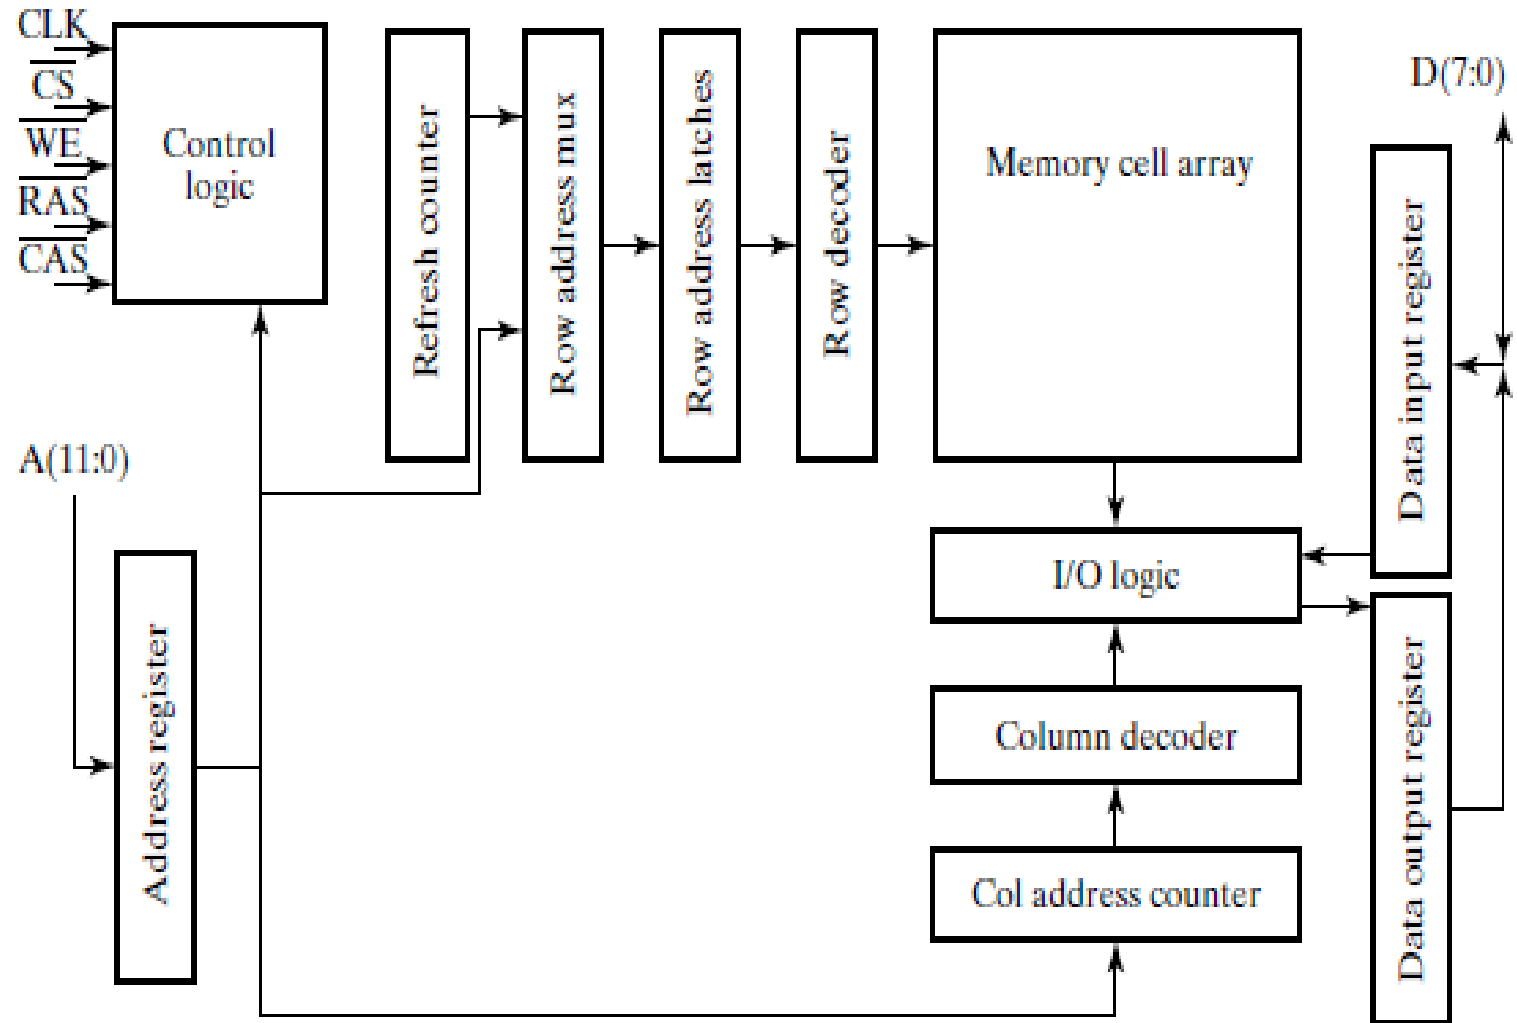 CLK
CS
WE
RAS
CAS
Control
logic
Refresh counter
Row address mux
Row address latches
Row decoder
Memory cell array
D(7:0)
Data input register
A(11:0)
Address register
I/O logic
Column decoder
Col address counter
Data output register